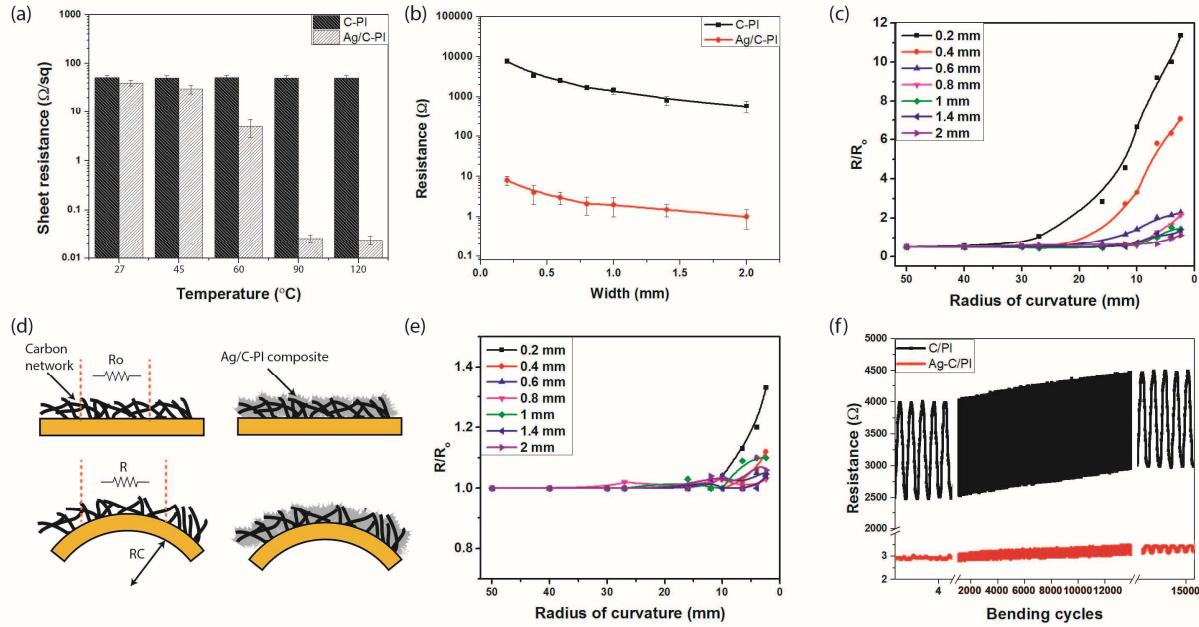 (a)
1000
100
10
1
0.1
0.01
Sheet resistance (Ω/sq)
C-PI
Ag/C-PI
27 45 60 90 120
Temperature (°C)
(b)
100000
10000
1000
100
10
1
0.1
Resistance (Ω)
C-PI
Ag/C-PI
0.0 0.5 1.0 1.5 2.0
Width (mm)
(c)
12
10
8
6
4
2
0
R/Ro
0.2 mm
0.4 mm
0.6 mm
0.8 mm
1 mm
1.4 mm
2 mm
50 40 30 20 10 0
Radius of curvature (mm)
(d)
Carbon
network
Ro
Ag/C-PI composite
R
RC
(e)
1.4
1.2
1.0
0.8
R/Ro
0.2 mm
0.4 mm
0.6 mm
0.8 mm
1 mm
1.4 mm
2 mm
50 40 30 20 10 0
Radius of curvature (mm)
(f)
5000
4500
4000
3500
3000
2500
2000
3
2
Resistance (Ω)
C/PI
Ag-C/PI
4 2000 4000 6000 8000 10000 12000 15000
Bending cycles